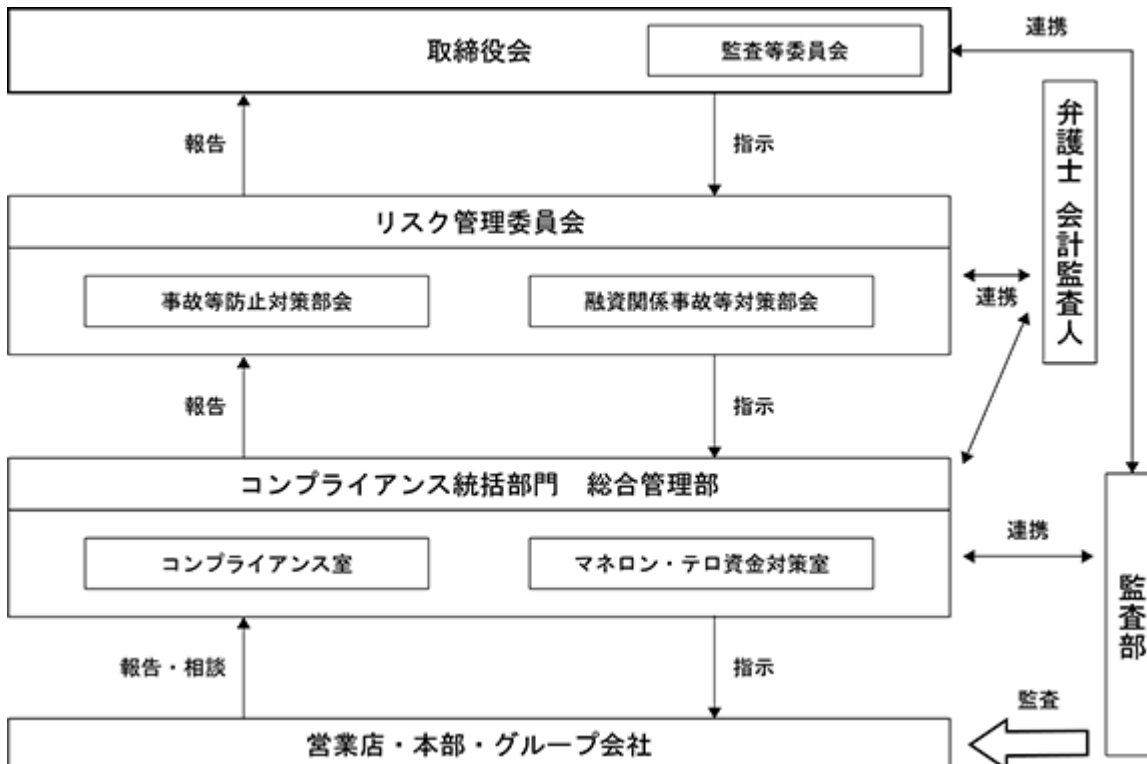 取締役会
監査等委員会
連携
報告
指示
弁護士 会計監査人
リスク管理委員会
事故等防止対策部会
融資関係事故等対策部会
連携
報告
指示
コンプライアンス統括部門　総合管理部
コンプライアンス室
マネロン・テロ資金対策室
連携
監査部
報告・相談
指示
監査
営業店・本部・グループ会社